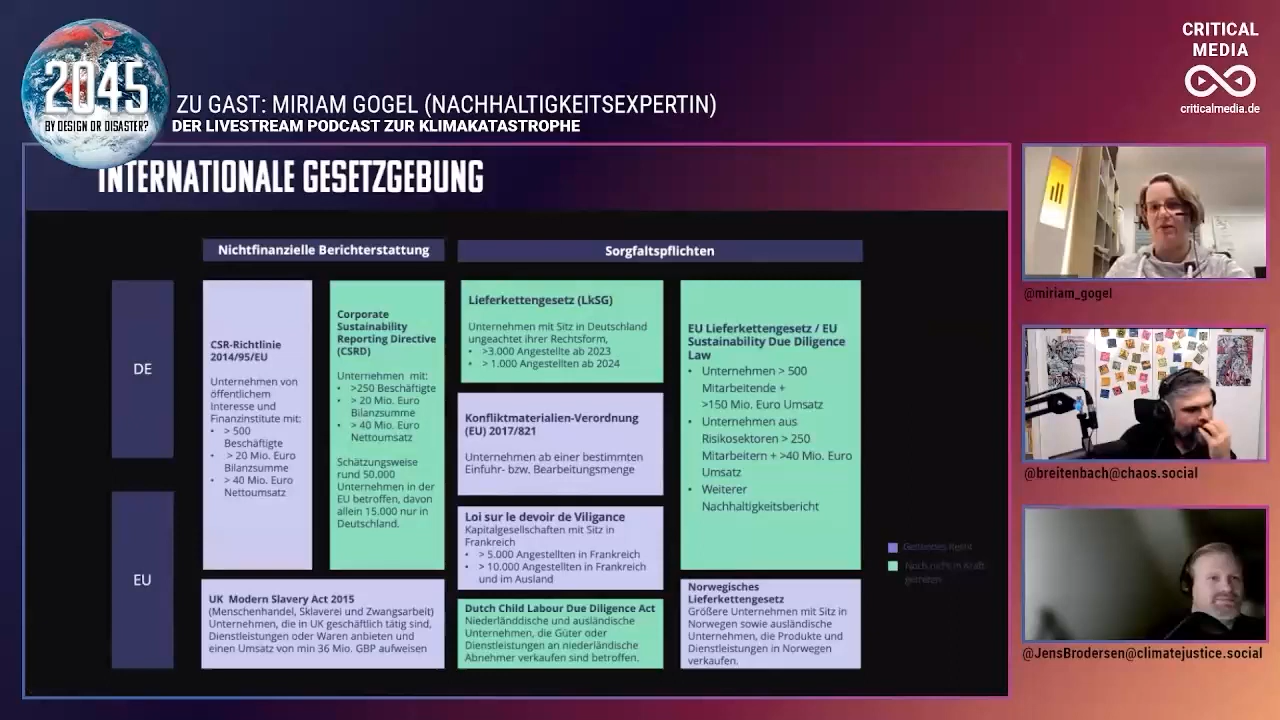 2045
BY DESIGN OR DISASTER?
ZU GAST: MIRIAM GOGEL (NACHHALTIGKEITSEXPERTIN)
DER LIVESTREAM PODCAST ZUR KLIMAKATASTROPHE
CRITICAL
MEDIA
criticalmedia.de
INTERNATIONALE GESETZGEBUNG
Nichtfinanzielle Berichterstattung
Sorgfaltspflichten
DE
EU
CSR-Richtlinie
2014/95/EU
Unternehmen von
öffentlichem
Interesse und
Finanzinstitute mit:
• > 500
Beschäftigte
• > 20 Mio. Euro
Bilanzsumme
• > 40 Mio. Euro
Nettoumsatz
Corporate
Sustainability
Reporting Directive
(CSRD)
Unternehmen mit:
• >250 Beschäftigte
• > 20 Mio. Euro
Bilanzsumme
• > 40 Mio. Euro
Nettoumsatz
Schätzungsweise
rund 50.000
Unternehmen in der
EU betroffen, davon
allein 15.000 nur in
Deutschland.
UK Modern Slavery Act 2015
(Menschenhandel, Sklaverei und Zwangsarbeit)
Unternehmen, die in UK geschäftlich tätig sind,
Dienstleistungen oder Waren anbieten und
einen Umsatz von min 36 Mio. GBP aufweisen
Lieferkettengesetz (LkSG)
Unternehmen mit Sitz in Deutschland
ungeachtet ihrer Rechtsform,
• >3.000 Angestellte ab 2023
• > 1.000 Angestellten ab 2024
Konfliktmaterialien-Verordnung
(EU) 2017/821
Unternehmen ab einer bestimmten
Einfuhr- bzw. Bearbeitungsmenge
Loi sur le devoir de Viligance
Kapitalgesellschaften mit Sitz in
Frankreich
• > 5.000 Angestellten in Frankreich
• > 10.000 Angestellten in Frankreich
und im Ausland
Dutch Child Labour Due Diligence Act
Niederländdische und ausländische
Unternehmen, die Güter oder
Dienstleistungen an niederländische
Abnehmer verkaufen sind betroffen.
EU Lieferkettengesetz / EU
Sustainability Due Diligence
Law
• Unternehmen > 500
Mitarbeitende +
>150 Mio. Euro Umsatz
• Unternehmen aus
Risikosektoren > 250
Mitarbeitern + >40 Mio. Euro
Umsatz
• Weiterer
Nachhaltigkeitsbericht
Norwegisches
Lieferkettengesetz
Größere Unternehmen mit Sitz in
Norwegen sowie ausländische
Unternehmen, die Produkte und
Dienstleistungen in Norwegen
verkaufen.
Geltendes Recht
Noch nicht in Kraft
getreten
@miriam_gogel
@breitenbach@chaos.social
@JensBrodersen@climatejustice.social